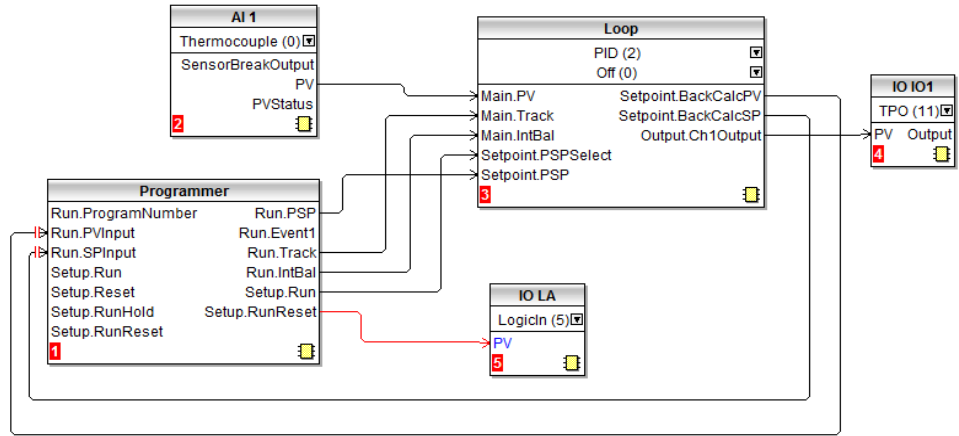 AI 1
Thermocouple (0)
SensorBreakOutput
PV
PVStatus
2
Loop
PID (2)
Off (0)
Main.PV Setpoint.BackCalcPV
Main.Track Setpoint.BackCalcSP
Main.IntBal Output.Ch1Output
Setpoint.PSPSelect
Setpoint.PSP
3
IO IO1
TPO (11)
PV Output
4
Programmer
Run.ProgramNumber Run.PSP
Run.PVInput Run.Event1
Run.SPInput Run.Track
Setup.Run Run.IntBal
Setup.Reset Setup.Run
Setup.RunHold Setup.RunReset
Setup.RunReset
1
IO LA
LogicIn (5)
PV
5